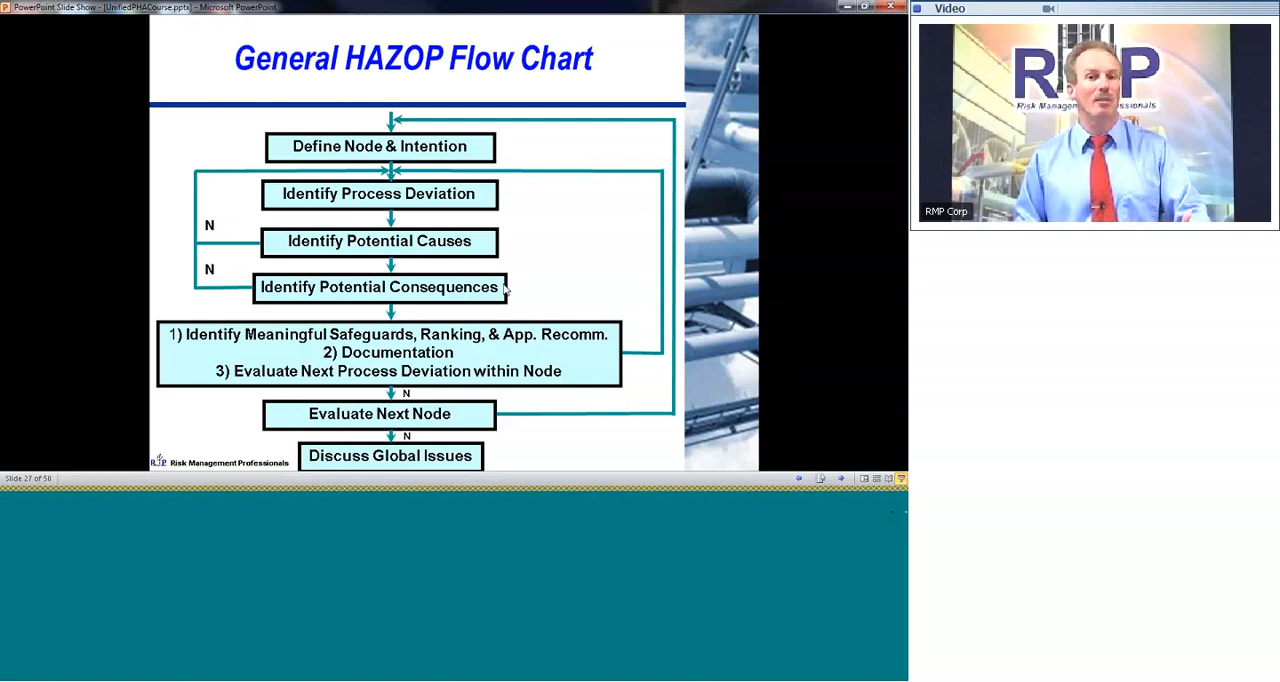 PowerPoint Slide Show - [UnifiedPHACourse.pptx] - Microsoft PowerPoint
Video
General HAZOP Flow Chart
Define Node & Intention
Identify Process Deviation
N
Identify Potential Causes
N
Identify Potential Consequences
1) Identify Meaningful Safeguards, Ranking, & App. Recomm.
2) Documentation
3) Evaluate Next Process Deviation within Node
N
Evaluate Next Node
N
Discuss Global Issues
RMP Risk Management Professionals
Slide 27 of 50
R P
Risk Management Professionals
RMP Corp